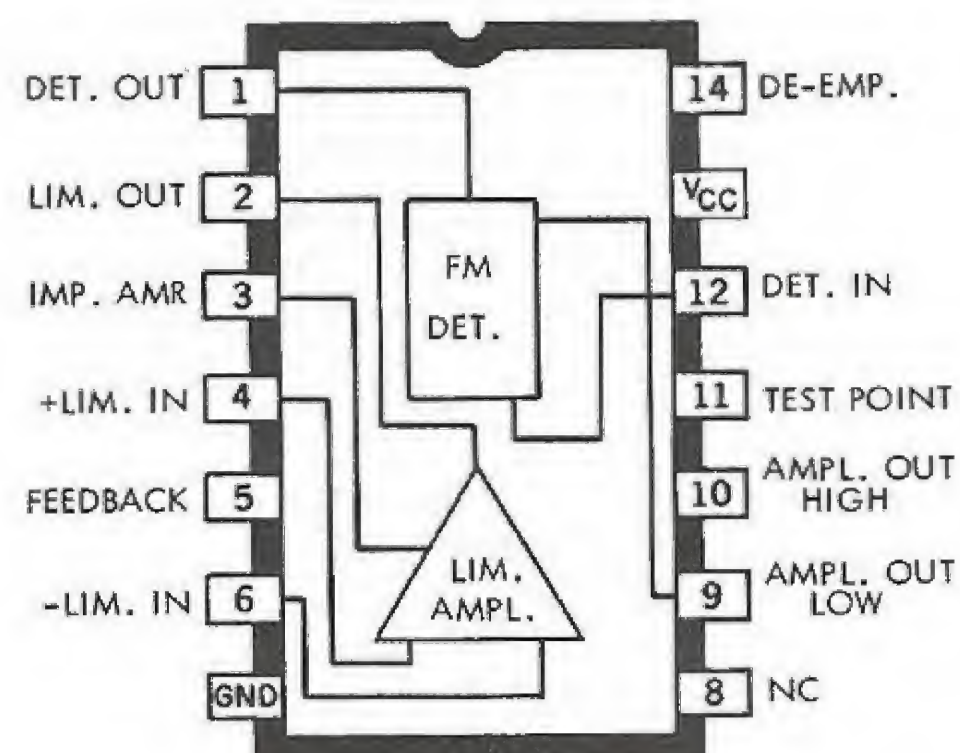 DET. OUT 1
LIM. OUT 2
IMP. AMR 3
+LIM. IN 4
FEEDBACK 5
-LIM. IN 6
GND
FM
DET.
LIM.
AMPL.
14 DE-EMP.
VCC
12 DET. IN
11 TEST POINT
10 AMPL. OUT
HIGH
9 AMPL. OUT
LOW
8 NC